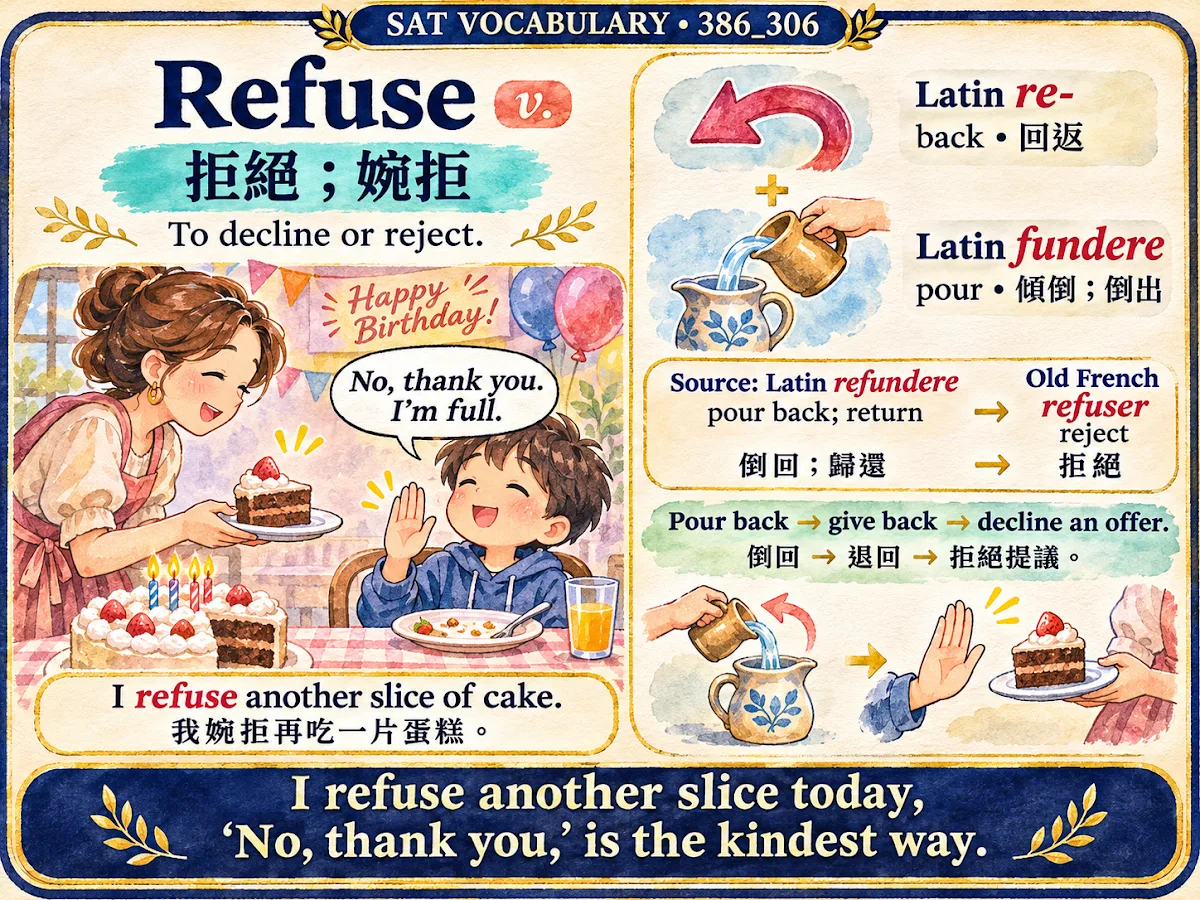 SAT VOCABULARY • 386_306
Refuse v.
拒絕；婉拒
To decline or reject.
Happy
Birthday!
No, thank you.
I'm full.
I refuse another slice of cake.
我婉拒再吃一片蛋糕。
Latin re-
back • 回返
+
Latin fundere
pour • 傾倒；倒出
Source: Latin refundere
pour back; return
→
Old French
refuser
reject
倒回；歸還 → 拒絕
Pour back → give back → decline an offer.
倒回 → 退回 → 拒絕提議。
I refuse another slice today,
‘No, thank you,’ is the kindest way.